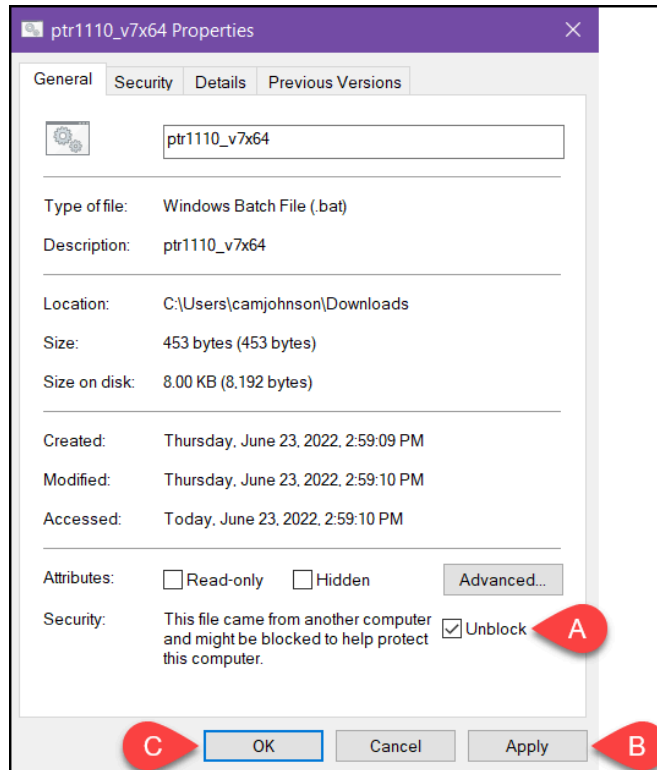 ptr1110_v7x64 Properties
General Security Details Previous Versions
ptr1110_v7x64
Type of file: Windows Batch File (.bat)
Description: ptr1110_v7x64
Location: C:\Users\camjohnson\Downloads
Size: 453 bytes (453 bytes)
Size on disk: 8.00 KB (8,192 bytes)
Created: Thursday, June 23, 2022, 2:59:09 PM
Modified: Thursday, June 23, 2022, 2:59:10 PM
Accessed: Today, June 23, 2022, 2:59:10 PM
Attributes: Read-only Hidden Advanced...
Security: This file came from another computer
and might be blocked to help protect
this computer.
Unblock A
C OK Cancel Apply B